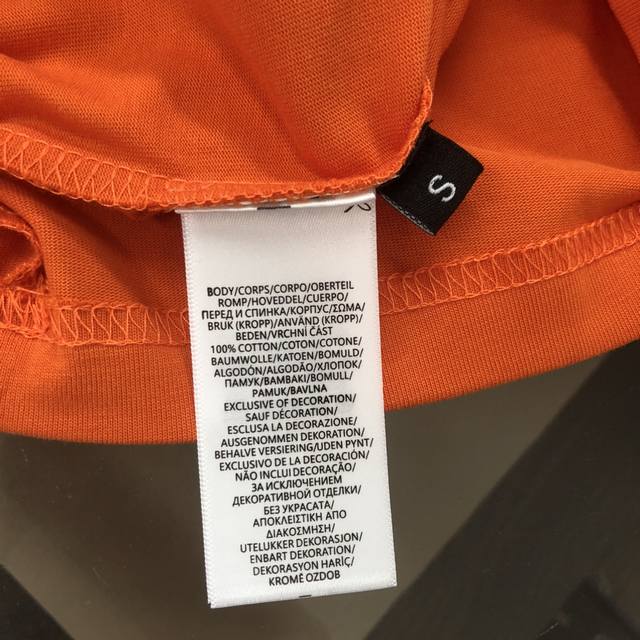 S
BODY/CORPS/CORPO/OBERTEIL
ROMP/HOVEDDEL/CUERPO/
ПЕРЕД И СПИНКА/КОРПУС/ΣΩΜΑ/
BRUK (KROPP)/ANVÄND (KROPP)/
BEDEN/VRCHNÍ ČÁST
100% COTTON/COTON/COTONE/
BAUMWOLLE/KATOEN/BOMULD/
ALGODÓN/ALGODÃO/ХЛОПОК/
ПАМУК/ΒΑΜΒΑΚΙ/BOMULL/
PAMUK/BAVLNA
EXCLUSIVE OF DECORATION/
SAUF DÉCORATION/
ESCLUSA LA DERAZIONE/
AUSGENOMMEN DEKORATION/
BEHALVE VERSIERING/UDEN PYNT/
EXCLUSIVO DE LA DECORACIÓN/
NÃO INCLUI DECORAÇÃO/
ЗА ИСКЛЮЧЕНИЕМ
ДЕКОРАТИВНОЙ ОТДЕЛКИ/
БЕЗ УКРАСАТА/
ΑΠΟΚΛΕΙΣΤΙΚΗ ΑΠΟ
ΔΙΑΚΟΣΜΗΣΗ/
UTELUKKER DEKORASJON/
ENBART DEKORATION/
DEKORASYON HARİÇ/
KROMĚ OZDOB